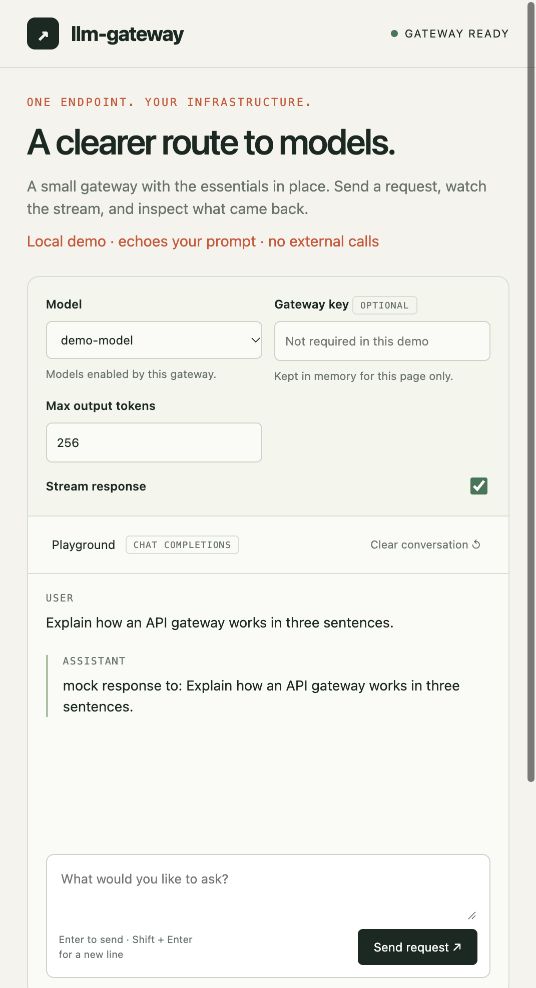 llm-gateway
GATEWAY READY
ONE ENDPOINT. YOUR INFRASTRUCTURE.
A clearer route to models.
A small gateway with the essentials in place. Send a request, watch
the stream, and inspect what came back.
Local demo · echoes your prompt · no external calls
Model
demo-model
Models enabled by this gateway.
Gateway key OPTIONAL
Not required in this demo
Kept in memory for this page only.
Max output tokens
256
Stream response
Playground CHAT COMPLETIONS
Clear conversation ↺
USER
Explain how an API gateway works in three sentences.
ASSISTANT
mock response to: Explain how an API gateway works in three
sentences.
What would you like to ask?
Enter to send · Shift + Enter
for a new line
Send request ↗